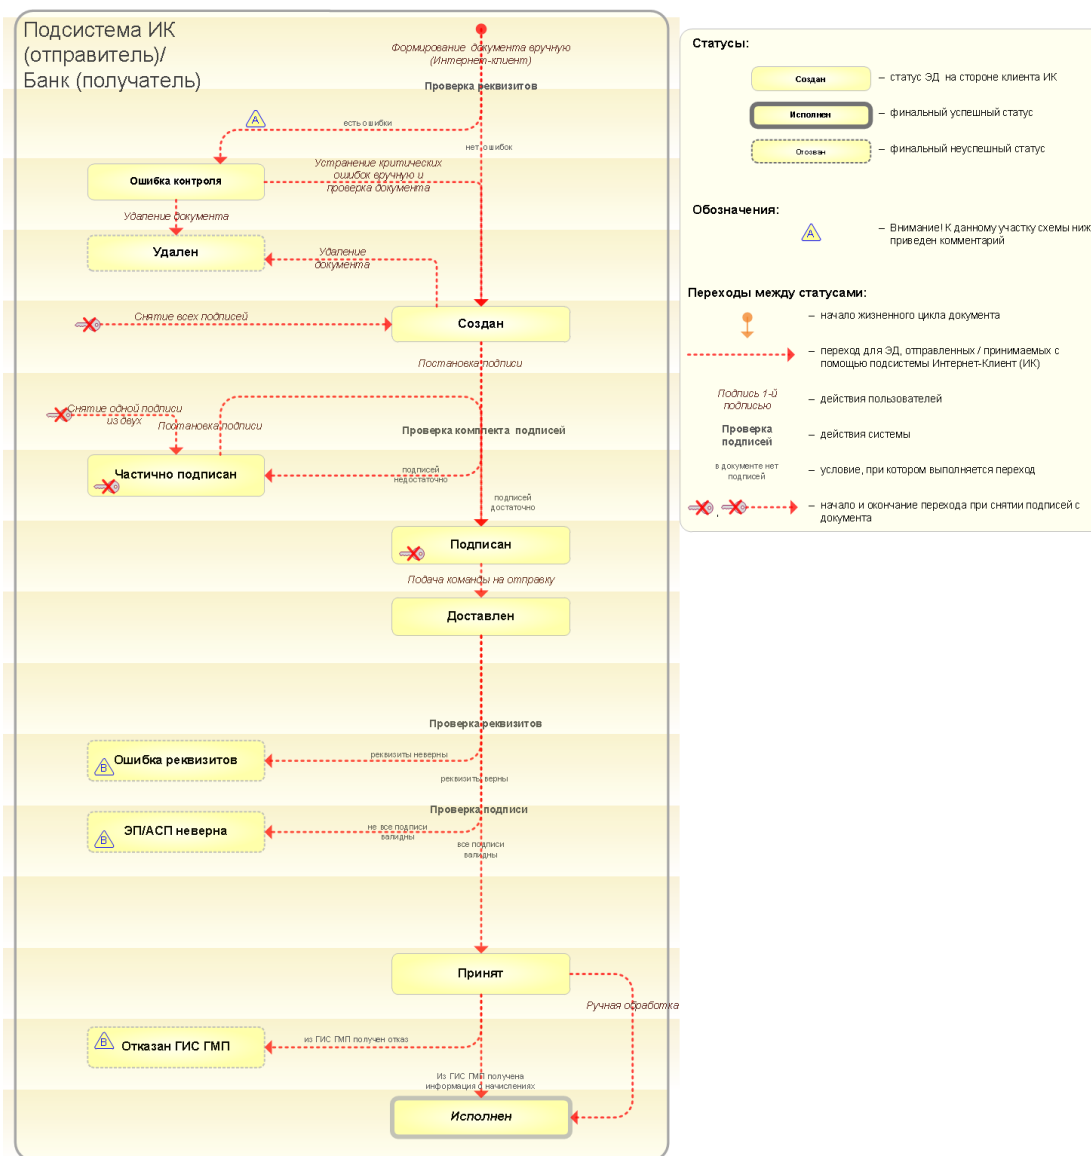 Подсистема ИК
(отправитель)/
Банк (получатель)
Формирование документа вручную
(Интернет-клиент)
Проверка реквизитов
А
есть ошибки
нет ошибок
Ошибка контроля
Устранение критических
ошибок вручную и
проверка документа
Удаление документа
Удален
Удаление
документа
Снятие всех подписей
Создан
Постановка подписи
Снятие одной подписи
из двух
Постановка подписи
Проверка комплекта подписей
Частично подписан
подписей
недостаточно
подписей
достаточно
Подписан
Подача команды на отправку
Доставлен
Проверка реквизитов
В
Ошибка реквизитов
реквизиты неверны
реквизиты верны
Проверка подписи
В
ЭП/АСП неверна
не все подписи
валидны
все подписи
валидны
Принят
Ручная обработка
В
Отказан ГИС ГМП
из ГИС ГМП получен отказ
Из ГИС ГМП получена
информация о начислениях
Исполнен
Статусы:
Создан
– статус ЭД на стороне клиента ИК
Исполнен
– финальный успешный статус
Отозван
– финальный неуспешный статус
Обозначения:
А
– Внимание! К данному участку схемы ниж
приведен комментарий
Переходы между статусами:
– начало жизненного цикла документа
– переход для ЭД, отправленных / принимаемых с
помощью подсистемы Интернет-Клиент (ИК)
Подпись 1-й
подписью
– действия пользователей
Проверка
подписей
– действия системы
в документе нет
подписей
– условие, при котором выполняется переход
,
– начало и окончание перехода при снятии подписей с
документа